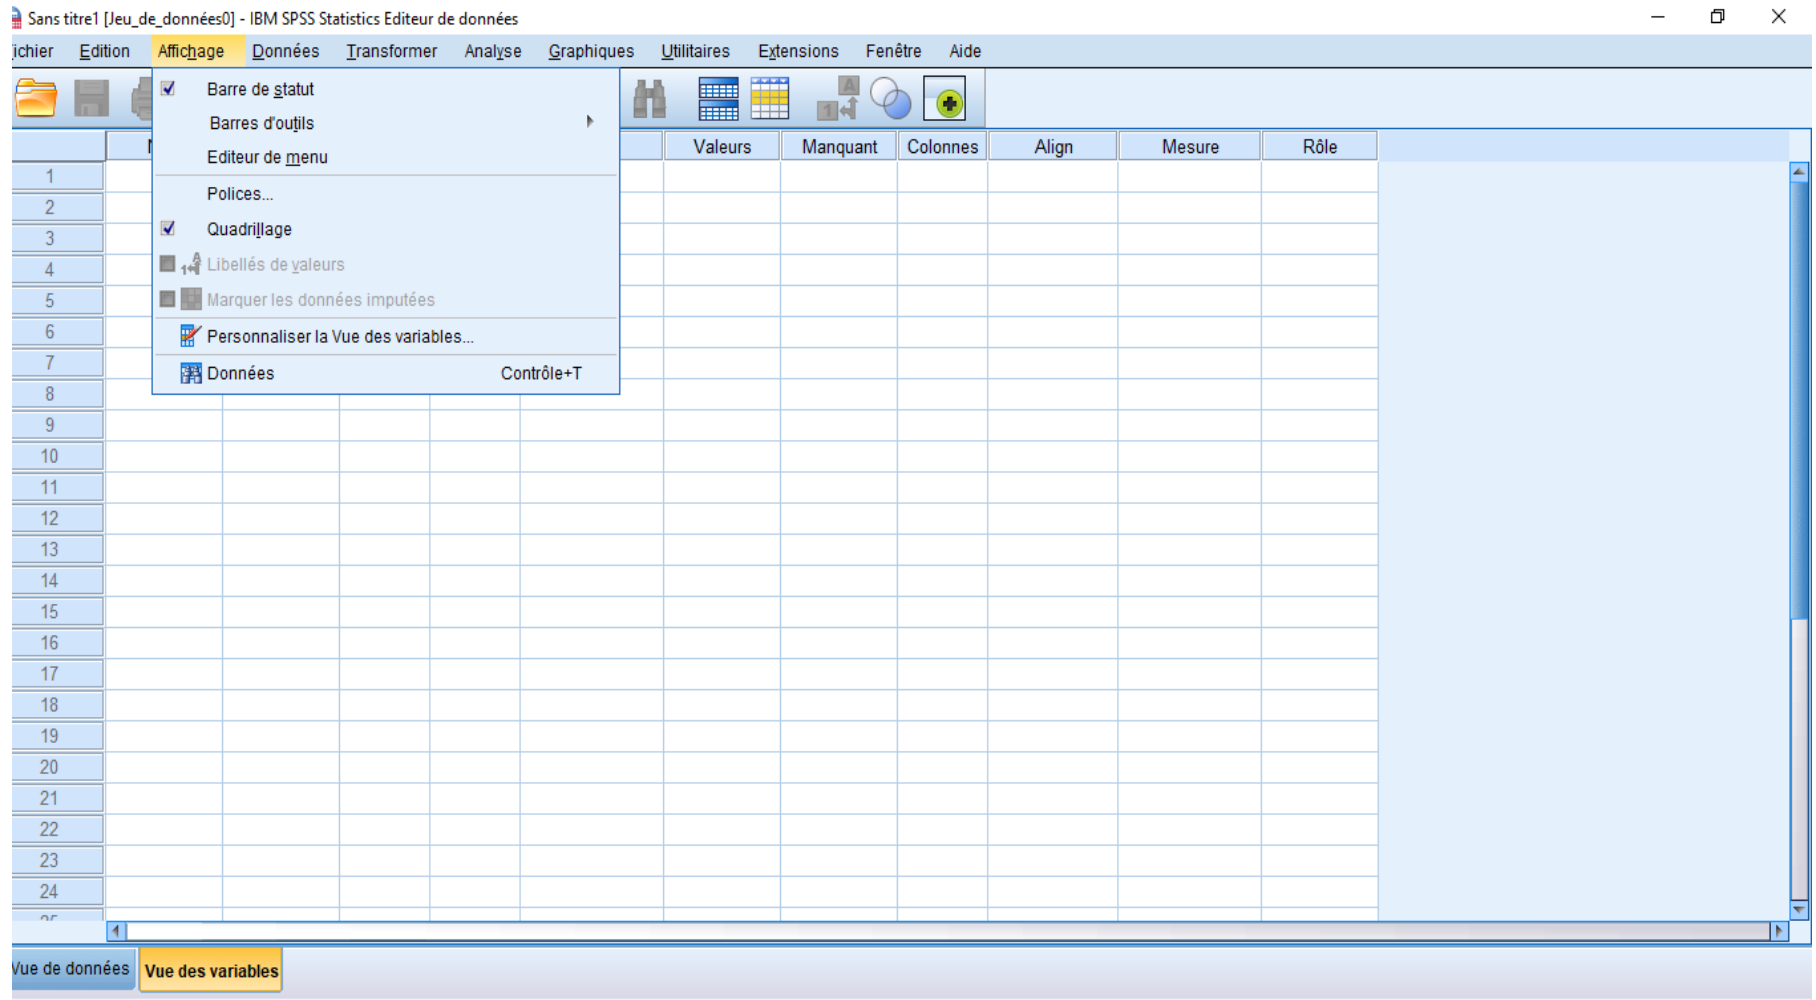 Sans titre1 [Jeu_de_données0] - IBM SPSS Statistics Editeur de données
ichier Edition Affichage Données Transformer Analyse Graphiques Utilitaires Extensions Fenêtre Aide
Barre de statut
Barres d'outils
Editeur de menu
Polices...
Quadrillage
Libellés de valeurs
Marquer les données imputées
Personnaliser la Vue des variables...
Données Contrôle+T
Valeurs Manquant Colonnes Align Mesure Rôle
1
2
3
4
5
6
7
8
9
10
11
12
13
14
15
16
17
18
19
20
21
22
23
24
Vue de données Vue des variables